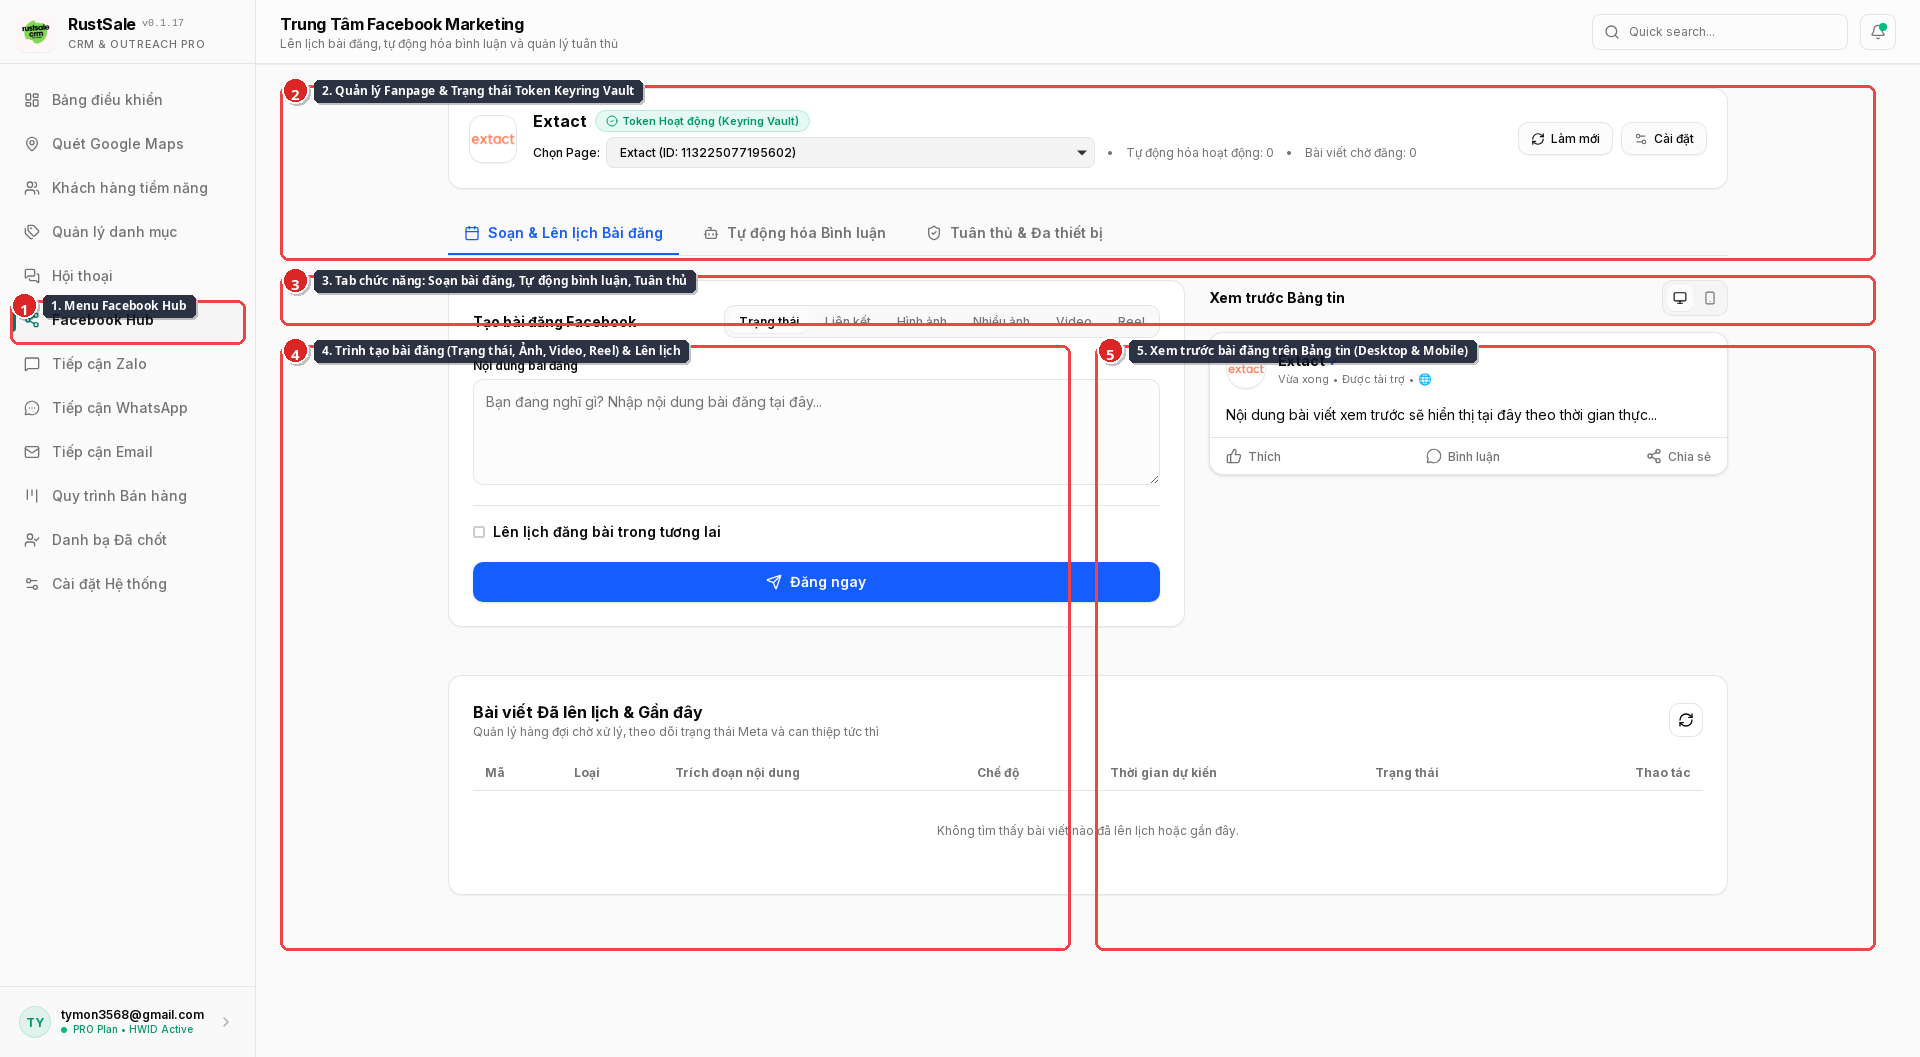 rustsale crm
RustSale v0.1.17
CRM & OUTREACH PRO
Bảng điều khiển
Quét Google Maps
Khách hàng tiềm năng
Quản lý danh mục
Hội thoại
1
1. Menu Facebook Hub
Facebook Hub
Tiếp cận Zalo
Tiếp cận WhatsApp
Tiếp cận Email
Quy trình Bán hàng
Danh bạ Đã chốt
Cài đặt Hệ thống
TY
tymon3568@gmail.com
PRO Plan • HWID Active
Trung Tâm Facebook Marketing
Lên lịch bài đăng, tự động hóa bình luận và quản lý tuân thủ
Quick search...
2
2. Quản lý Fanpage & Trạng thái Token Keyring Vault
extact
Extact
Token Hoạt động (Keyring Vault)
Chọn Page:
Extact (ID: 113225077195602)
• Tự động hóa hoạt động: 0 • Bài viết chờ đăng: 0
Làm mới
Cài đặt
Soạn & Lên lịch Bài đăng
Tự động hóa Bình luận
Tuân thủ & Đa thiết bị
3
3. Tab chức năng: Soạn bài đăng, Tự động bình luận, Tuân thủ
Tạo bài đăng Facebook
Trạng thái
Liên kết
Hình ảnh
Nhiều ảnh
Video
Reel
Xem trước Bảng tin
4
4. Trình tạo bài đăng (Trạng thái, Ảnh, Video, Reel) & Lên lịch
Nội dung bài đăng
Bạn đang nghĩ gì? Nhập nội dung bài đăng tại đây...
Lên lịch đăng bài trong tương lai
Đăng ngay
5
5. Xem trước bài đăng trên Bảng tin (Desktop & Mobile)
extact
Extact
Vừa xong • Được tài trợ •
Nội dung bài viết xem trước sẽ hiển thị tại đây theo thời gian thực...
Thích
Bình luận
Chia sẻ
Bài viết Đã lên lịch & Gần đây
Quản lý hàng đợi chờ xử lý, theo dõi trạng thái Meta và can thiệp tức thì
Mã
Loại
Trích đoạn nội dung
Chế độ
Thời gian dự kiến
Trạng thái
Thao tác
Không tìm thấy bài viết nào đã lên lịch hoặc gần đây.